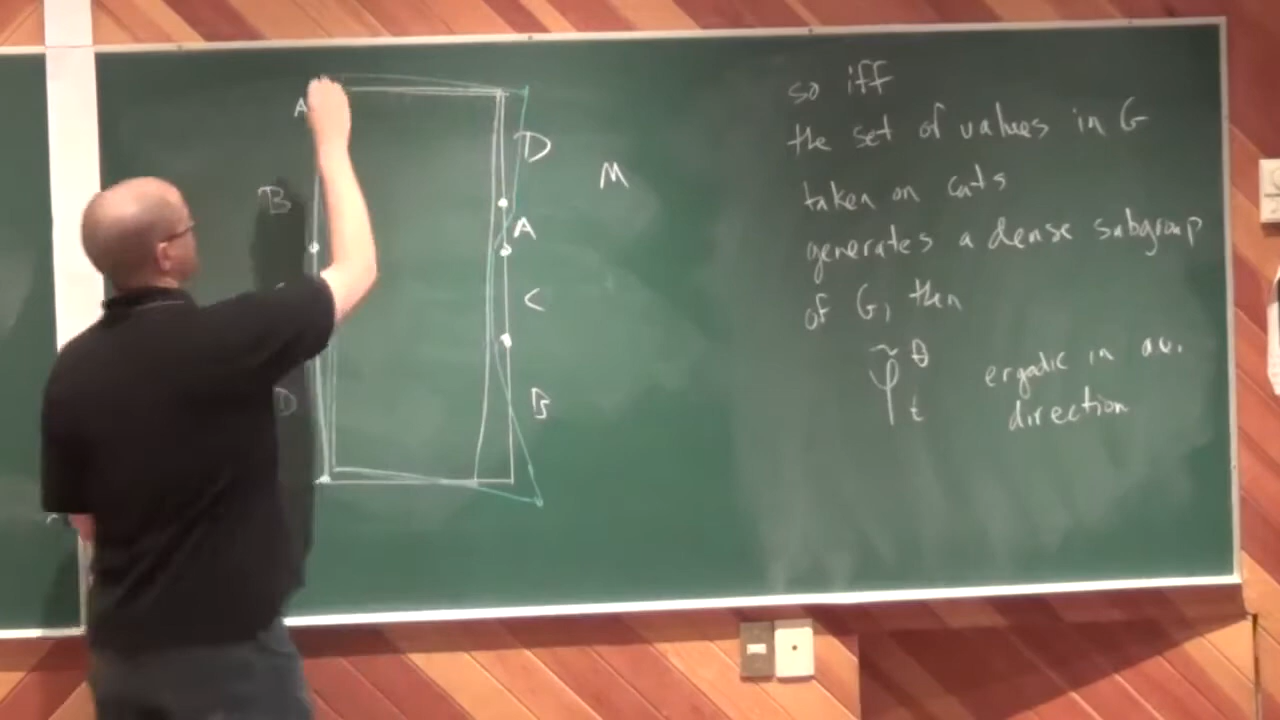 A
B
D
D
A
C
B
M
so iff
the set of values in G
taken on cuts
generates a dense subgroup
of G, then
φ̃ θ t ergodic in a.e.
direction